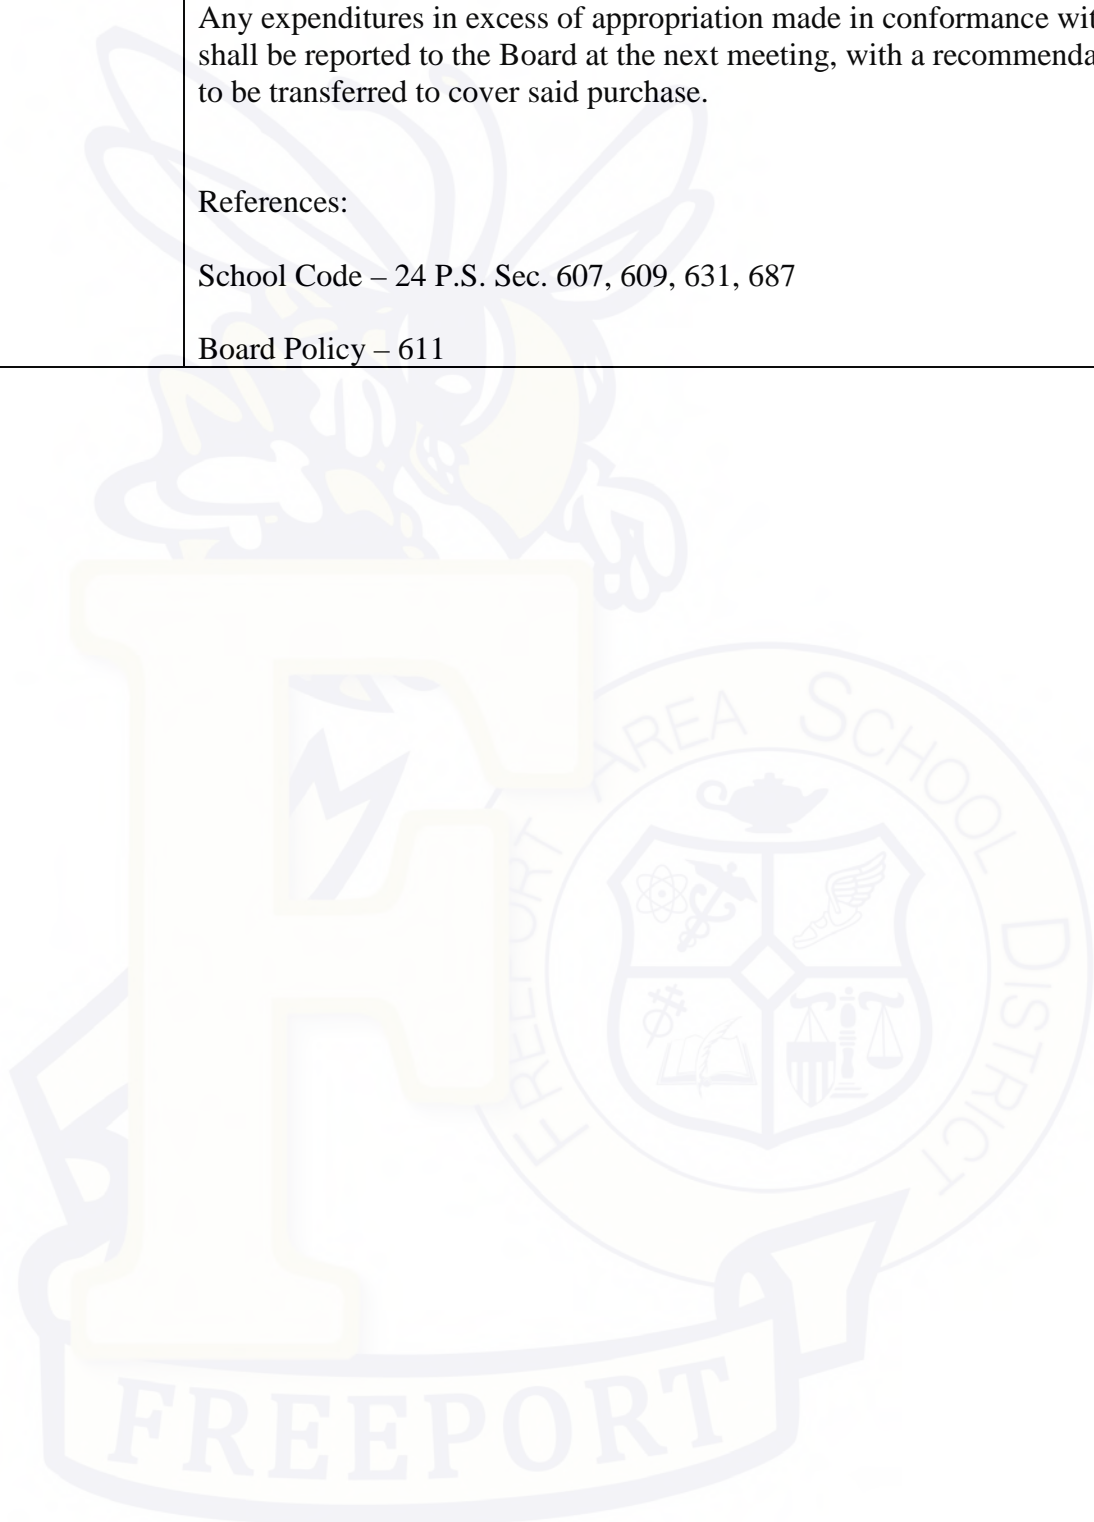 Any expenditures in excess of appropriation made in conformance
shall be reported to the Board at the next meeting, with a
to be transferred to cover said purchase.
References:
School Code – 24 P.S. Sec. 607, 609, 631, 687
Board Policy – 611
FREEPORT AREA SCHOOL DISTRICT
FREEPORT